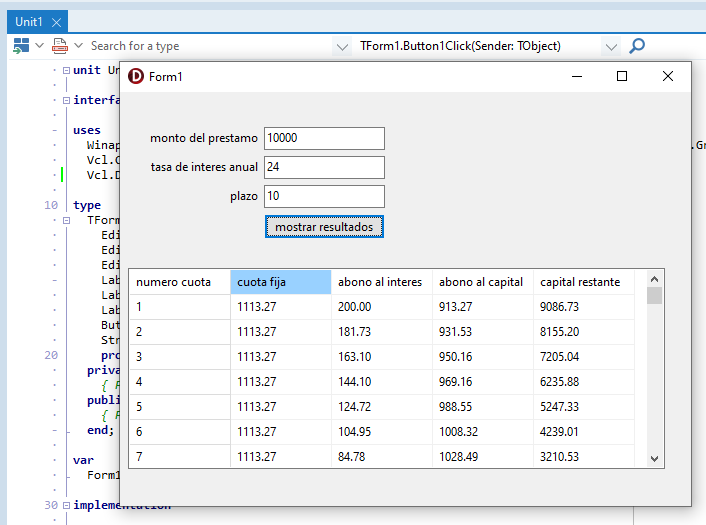 Unit1
Search for a type TForm1.Button1Click(Sender: TObject)
unit Un
interfa
uses
Winap
Vcl.C
Vcl.D
10 type
TForm
Edi
Edi
Edi
Lab
Lab
Lab
But
Str
20 pro
priva
{
publi
{
end;
var
Form1
30 implementation
.Gr
Form1
monto del prestamo 10000
tasa de interes anual 24
plazo 10
mostrar resultados
numero cuota cuota fija abono al interes abono al capital capital restante
1 1113.27 200.00 913.27 9086.73
2 1113.27 181.73 931.53 8155.20
3 1113.27 163.10 950.16 7205.04
4 1113.27 144.10 969.16 6235.88
5 1113.27 124.72 988.55 5247.33
6 1113.27 104.95 1008.32 4239.01
7 1113.27 84.78 1028.49 3210.53